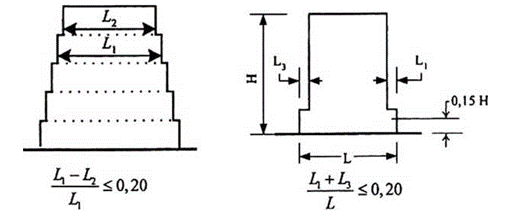 L₂
L₁
(L₁ − L₂) / L₁ ≤ 0,20
H
L₃
L₁
0,15 H
L
(L₁ + L₃) / L ≤ 0,20